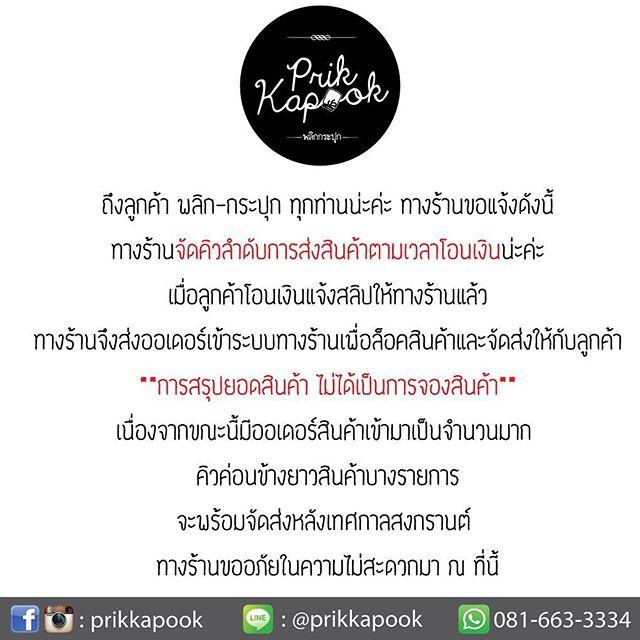 Prik
Kapook
พลิกกระปุก
ถึงลูกค้า พลิก-กระปุก ทุกท่านน่ะค่ะ ทางร้านขอแจ้งดังนี้
ทางร้านจัดคิวลำดับการส่งสินค้าตามเวลาโอนเงินน่ะค่ะ
เมื่อลูกค้าโอนเงินแจ้งสลิปให้ทางร้านแล้ว
ทางร้านจึงส่งออเดอร์เข้าระบบทางร้านเพื่อล็อคสินค้าและจัดส่งให้กับลูกค้า
**การสรุปยอดสินค้า ไม่ได้เป็นการจองสินค้า**
เนื่องจากขณะนี้มีออเดอร์สินค้าเข้ามาเป็นจำนวนมาก
คิวค่อนข้างยาวสินค้าบางรายการ
จะพร้อมจัดส่งหลังเทศกาลสงกรานต์
ทางร้านขออภัยในความไม่สะดวกมา ณ ที่นี้
: prikkapook LINE : @prikkapook 081-663-3334